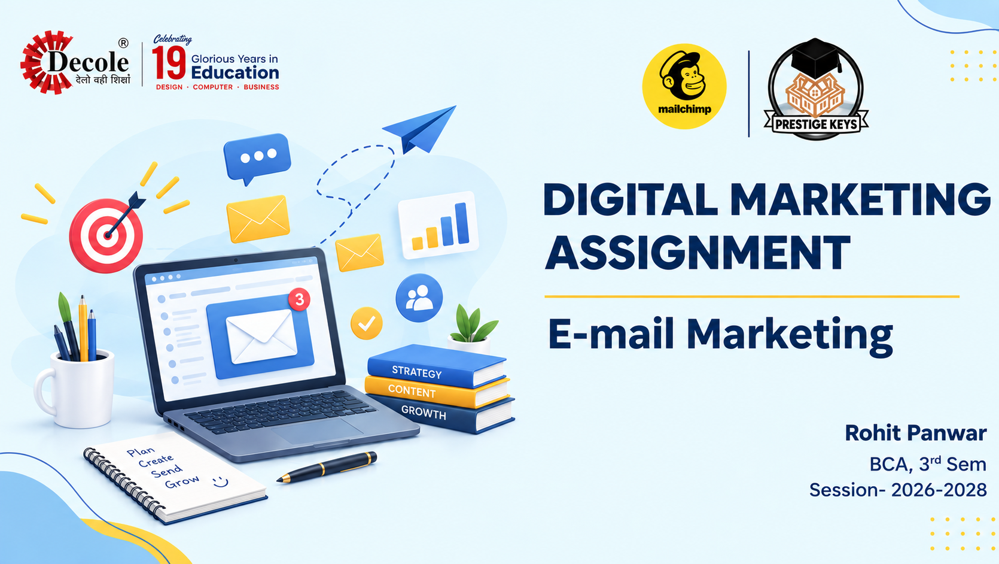 Decole®
देलो वही शिक्षां
Celebrating
19 Glorious Years in
Education
DESIGN · COMPUTER · BUSINESS
mailchimp
PRESTIGE KEYS
DIGITAL MARKETING
ASSIGNMENT
E-mail Marketing
3
STRATEGY
CONTENT
GROWTH
Plan
Create
Send
Grow
Rohit Panwar
BCA, 3rd Sem
Session- 2026-2028